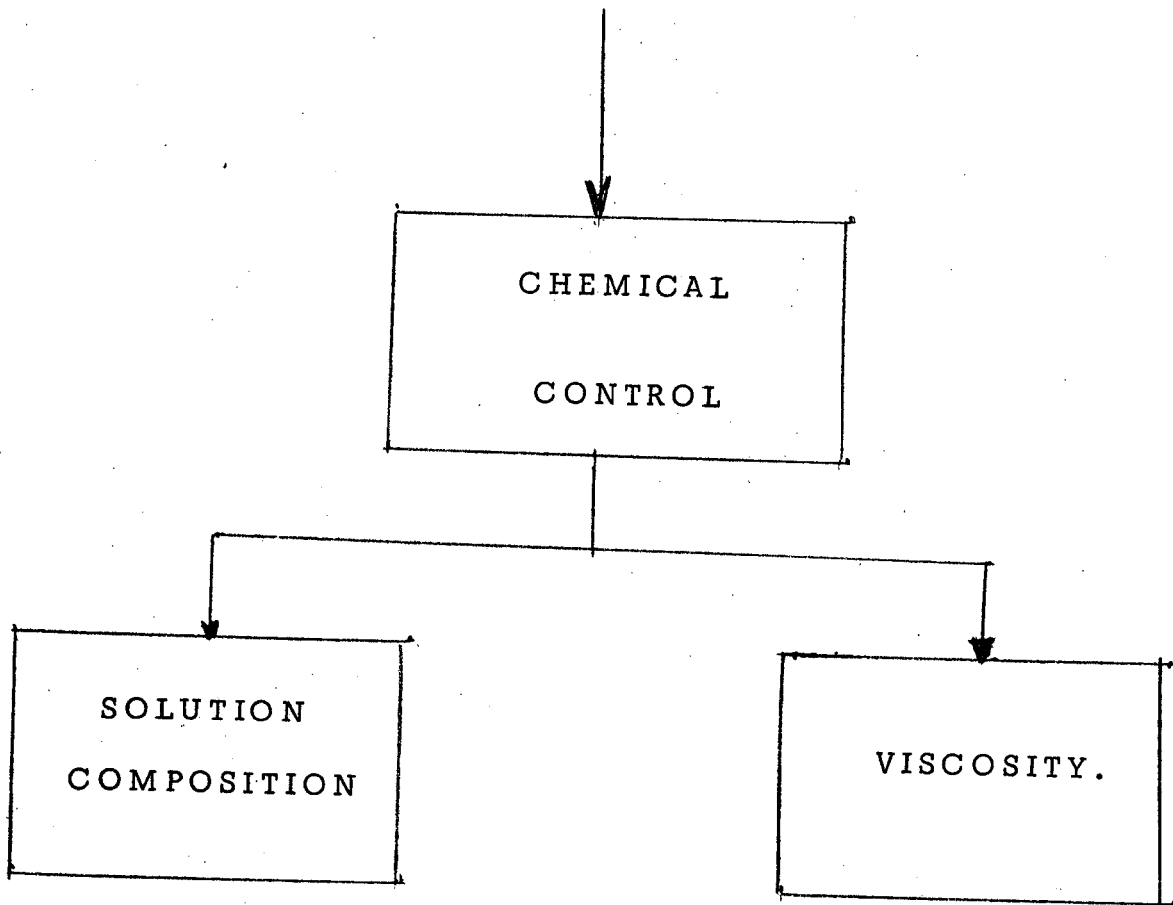 CHEMICAL
CONTROL
SOLUTION
COMPOSITION
VISCOSITY.